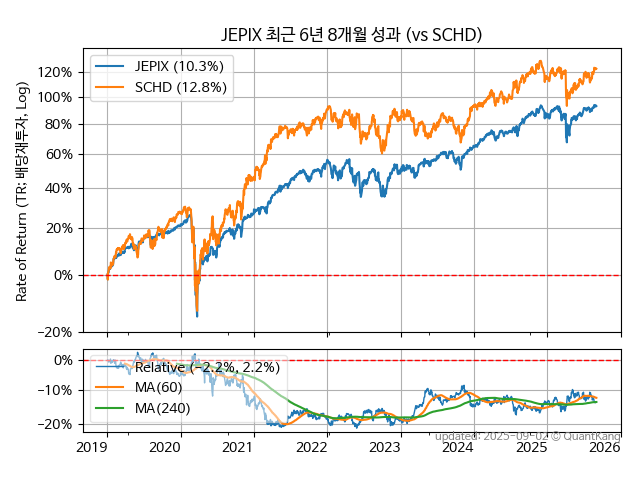 JEPIX 최근 6년 8개월 성과 (vs SCHD)
Rate of Return (TR: 배당재투자, Log)
JEPIX (10.3%)
SCHD (12.8%)
120%
100%
80%
60%
40%
20%
0%
−20%
Relative (−2.2%, 2.2%)
MA(60)
MA(240)
0%
−10%
−20%
2019 2020 2021 2022 2023 2024 2025 2026
updated: 2025-09-02 © QuantKang